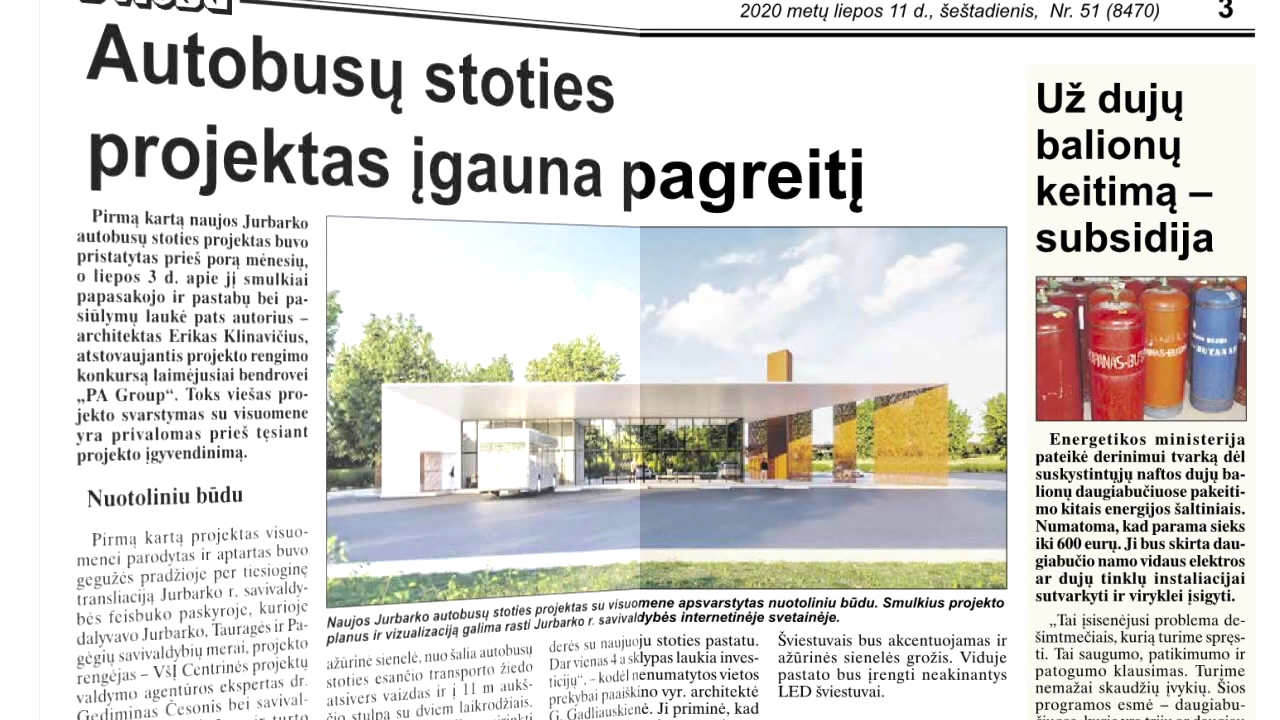 2020 metų liepos 11 d., šeštadienis, Nr. 51 (8470)
3
Autobusų stoties
projektas įgauna pagreitį
Pirmą kartą naujos Jurbarko
autobusų stoties projektas buvo
pristatytas prieš porą mėnesių,
o liepos 3 d. apie jį smulkiai
papasakojo ir pastabų bei pa-
siūlymų laukė pats autorius –
architektas Erikas Klinavičius,
atstovaujantis projekto rengimo
konkursą laimėjusiai bendrovei
„PA Group“. Toks viešas pro-
jekto svarstymas su visuomene
yra privalomas prieš tęsiant
projekto įgyvendinimą.
Nuotoliniu būdu
Pirmą kartą projektas visuo-
menei parodytas ir aptartas buvo
gegužės pradžioje per tiesioginę
transliaciją Jurbarko r. savivaldy-
bės feisbuko paskyroje, kurioje
dalyvavo Jurbarko, Tauragės ir Pa-
gėgių savivaldybių merai, projekto
rengėjas – VšĮ Centrinės projektų
valdymo agentūros ekspertas dr.
Gediminas Česonis bei savival-
Naujos Jurbarko autobusų stoties projektas su visuomene apsvarstytas nuotoliniu būdu. Smulkius projekto
planus ir vizualizaciją galima rasti Jurbarko r. savivaldybės internetinėje svetainėje.
ažūrinė sienelė, nuo šalia autobusų
stoties esančio transporto žiedo
atsivers vaizdas ir į 11 m aukš-
čio stulpą su dviem laikrodžiais.
derės su naujuoju stoties pastatu.
Dar vienas 4 a sklypas laukia inves-
ticijų“, - kodėl nenumatytos vietos
prekybai paaiškino vyr. architektė
G. Gadliauskienė. Ji priminė, kad
Šviestuvais bus akcentuojamas ir
ažūrinės sienelės grožis. Viduje
pastato bus įrengti neakinantys
LED šviestuvai.
Už dujų
balionų
keitimą –
subsidija
Energetikos ministerija
pateikė derinimui tvarką dėl
suskystintųjų naftos dujų ba-
lionų daugiabučiuose pakeiti-
mo kitais energijos šaltiniais.
Numatoma, kad parama sieks
iki 600 eurų. Ji bus skirta dau-
giabučio namo vidaus elektros
ar dujų tinklų instaliacijai
sutvarkyti ir viryklei įsigyti.
„Tai įsisenėjusi problema de-
šimtmečiais, kurią turime spręs-
ti. Tai saugumo, patikimumo ir
patogumo klausimas. Turime
nemažai skaudžių įvykių. Šios
programos esmė – daugiabu-